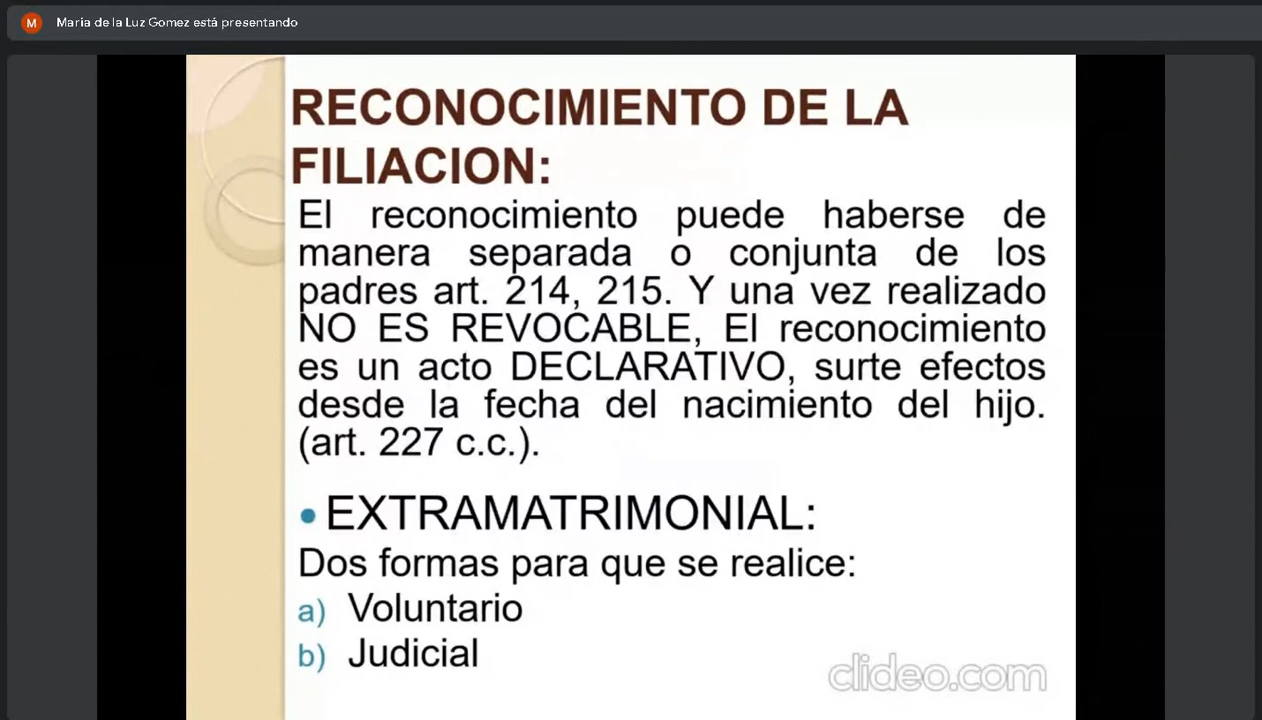 M María de la Luz Gomez está presentando
RECONOCIMIENTO DE LA
FILIACION:
El reconocimiento puede haberse de
manera separada o conjunta de los
padres art. 214, 215. Y una vez realizado
NO ES REVOCABLE, El reconocimiento
es un acto DECLARATIVO, surte efectos
desde la fecha del nacimiento del hijo.
(art. 227 c.c.).
• EXTRAMATRIMONIAL:
Dos formas para que se realice:
a) Voluntario
b) Judicial
clideo.com